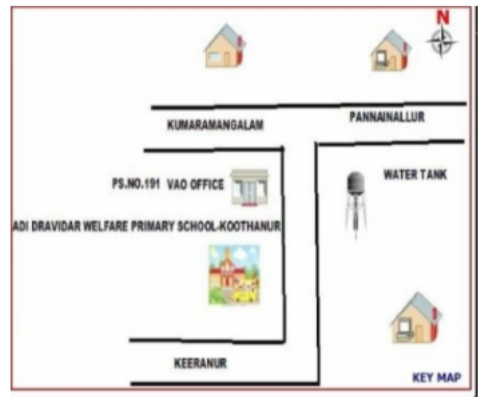 N
KUMARAMANGALAM
PANNAINALLUR
PS.NO.191 VAO OFFICE
WATER TANK
ADI DRAVIDAR WELFARE PRIMARY SCHOOL-KOOTHANUR
KEERANUR
KEY MAP